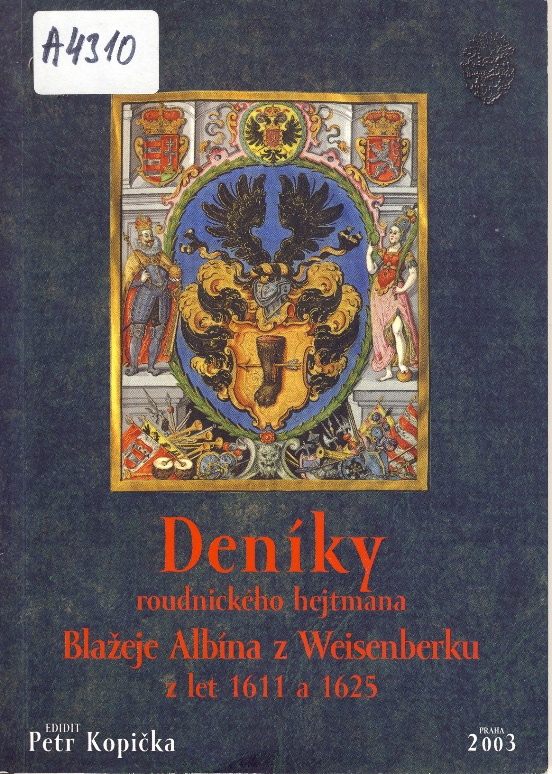 A4310
Deníky
roudnického hejtmana
Blažeje Albína z Weisenberku
z let 1611 a 1625
EDIDIT
Petr Kopička
PRAHA
2003